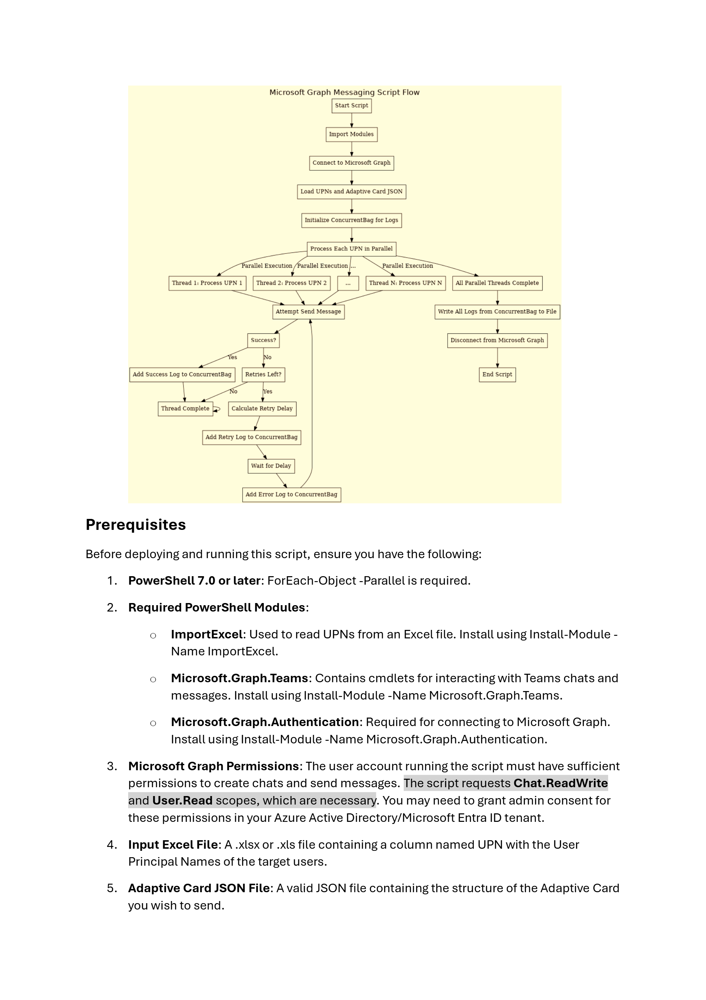 Microsoft Graph Messaging Script Flow
Start Script
Import Modules
Connect to Microsoft Graph
Load UPNs and Adaptive Card JSON
Initialize ConcurrentBag for Logs
Process Each UPN in Parallel
Parallel Execution
Parallel Execution
...
Parallel Execution
Thread 1: Process UPN 1
Thread 2: Process UPN 2
...
Thread N: Process UPN N
All Parallel Threads Complete
Attempt Send Message
Write All Logs from ConcurrentBag to File
Success?
Disconnect from Microsoft Graph
Yes
No
Add Success Log to ConcurrentBag
Retries Left?
End Script
No
Yes
Thread Complete
Calculate Retry Delay
Add Retry Log to ConcurrentBag
Wait for Delay
Add Error Log to ConcurrentBag
Prerequisites
Before deploying and running this script, ensure you have the following:
1. PowerShell 7.0 or later: ForEach-Object -Parallel is required.
2. Required PowerShell Modules:
○ ImportExcel: Used to read UPNs from an Excel file. Install using Install-Module -
Name ImportExcel.
○ Microsoft.Graph.Teams: Contains cmdlets for interacting with Teams chats and
messages. Install using Install-Module -Name Microsoft.Graph.Teams.
○ Microsoft.Graph.Authentication: Required for connecting to Microsoft Graph.
Install using Install-Module -Name Microsoft.Graph.Authentication.
3. Microsoft Graph Permissions: The user account running the script must have sufficient
permissions to create chats and send messages. The script requests Chat.ReadWrite
and User.Read scopes, which are necessary. You may need to grant admin consent for
these permissions in your Azure Active Directory/Microsoft Entra ID tenant.
4. Input Excel File: A .xlsx or .xls file containing a column named UPN with the User
Principal Names of the target users.
5. Adaptive Card JSON File: A valid JSON file containing the structure of the Adaptive Card
you wish to send.